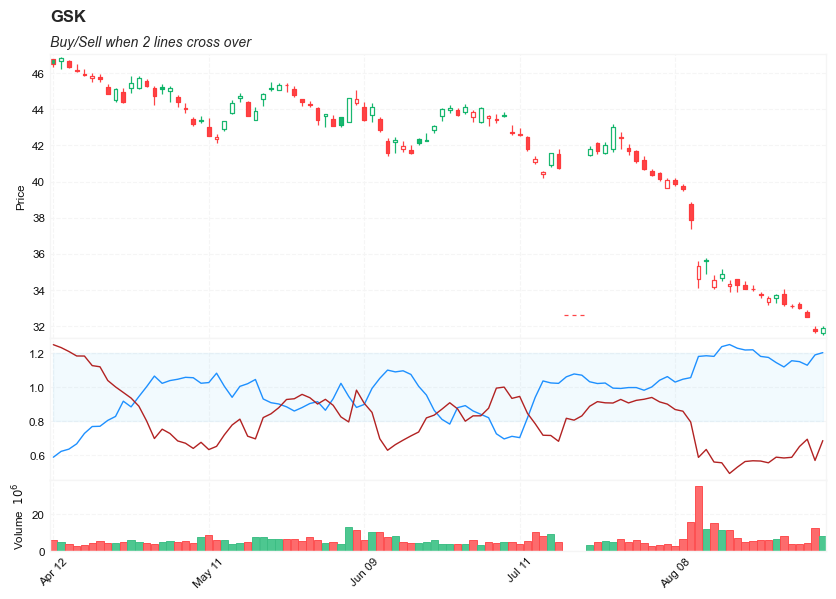 GSK
Buy/Sell when 2 lines cross over
46
44
42
40
38
36
34
32
Price
1.2
1.0
0.8
0.6
20
0
Volume 10^6
Apr 12
May 11
Jun 09
Jul 11
Aug 08